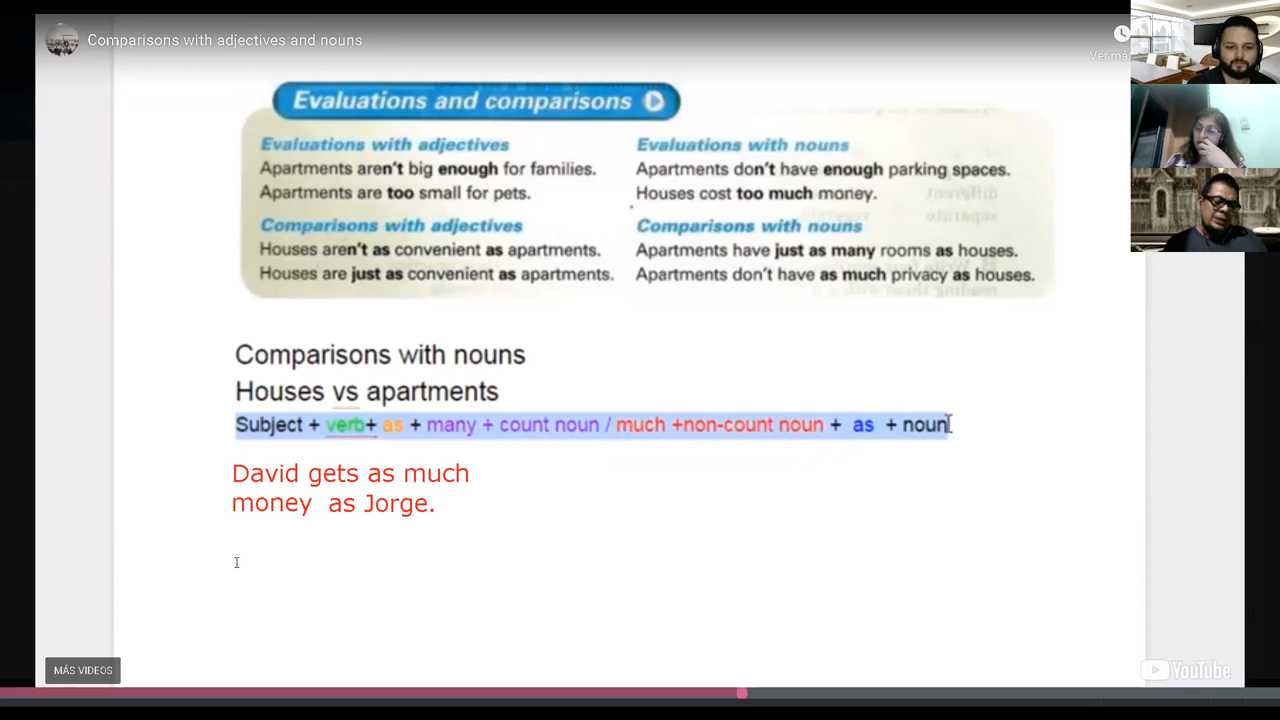 Comparisons with adjectives and nouns
Ver má
Evaluations and comparisons
Evaluations with adjectives
Apartments aren't big enough for families.
Apartments are too small for pets.
Comparisons with adjectives
Houses aren't as convenient as apartments.
Houses are just as convenient as apartments.
Evaluations with nouns
Apartments don't have enough parking spaces.
Houses cost too much money.
Comparisons with nouns
Apartments have just as many rooms as houses.
Apartments don't have as much privacy as houses.
Comparisons with nouns
Houses vs apartments
Subject + verb+ as + many + count noun / much +non-count noun + as + noun
David gets as much
money as Jorge.
MÁS VIDEOS
YouTube